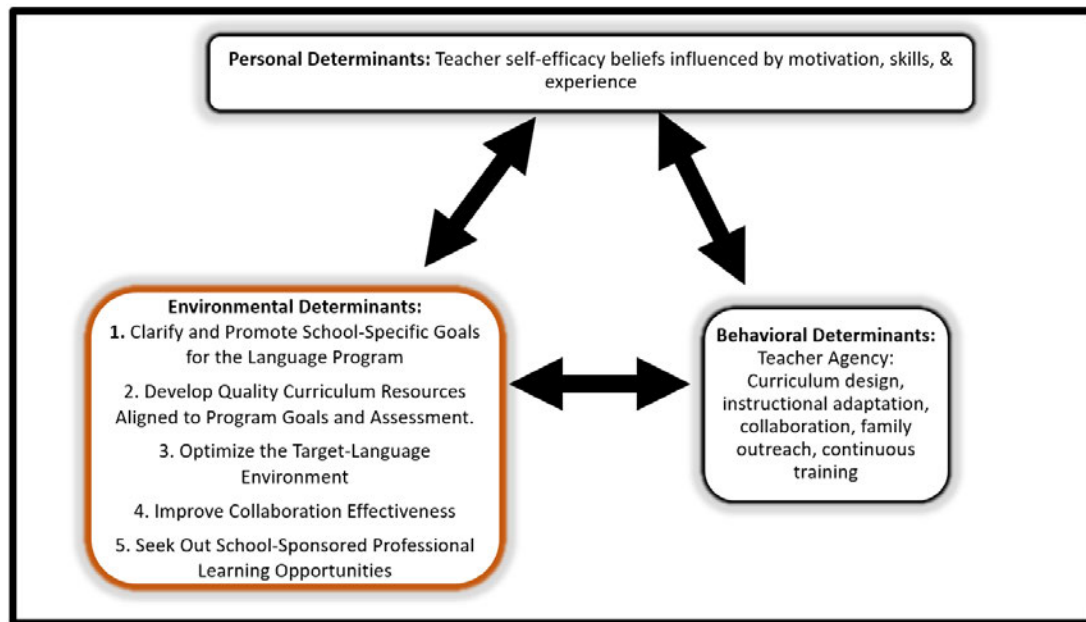 Personal Determinants: Teacher self-efficacy beliefs influenced by motivation, skills, &
experience
Environmental Determinants:
1. Clarify and Promote School-Specific Goals
for the Language Program
2. Develop Quality Curriculum Resources
Aligned to Program Goals and Assessment.
3. Optimize the Target-Language
Environment
4. Improve Collaboration Effectiveness
5. Seek Out School-Sponsored Professional
Learning Opportunities
Behavioral Determinants:
Teacher Agency:
Curriculum design,
instructional adaptation,
collaboration, family
outreach, continuous
training